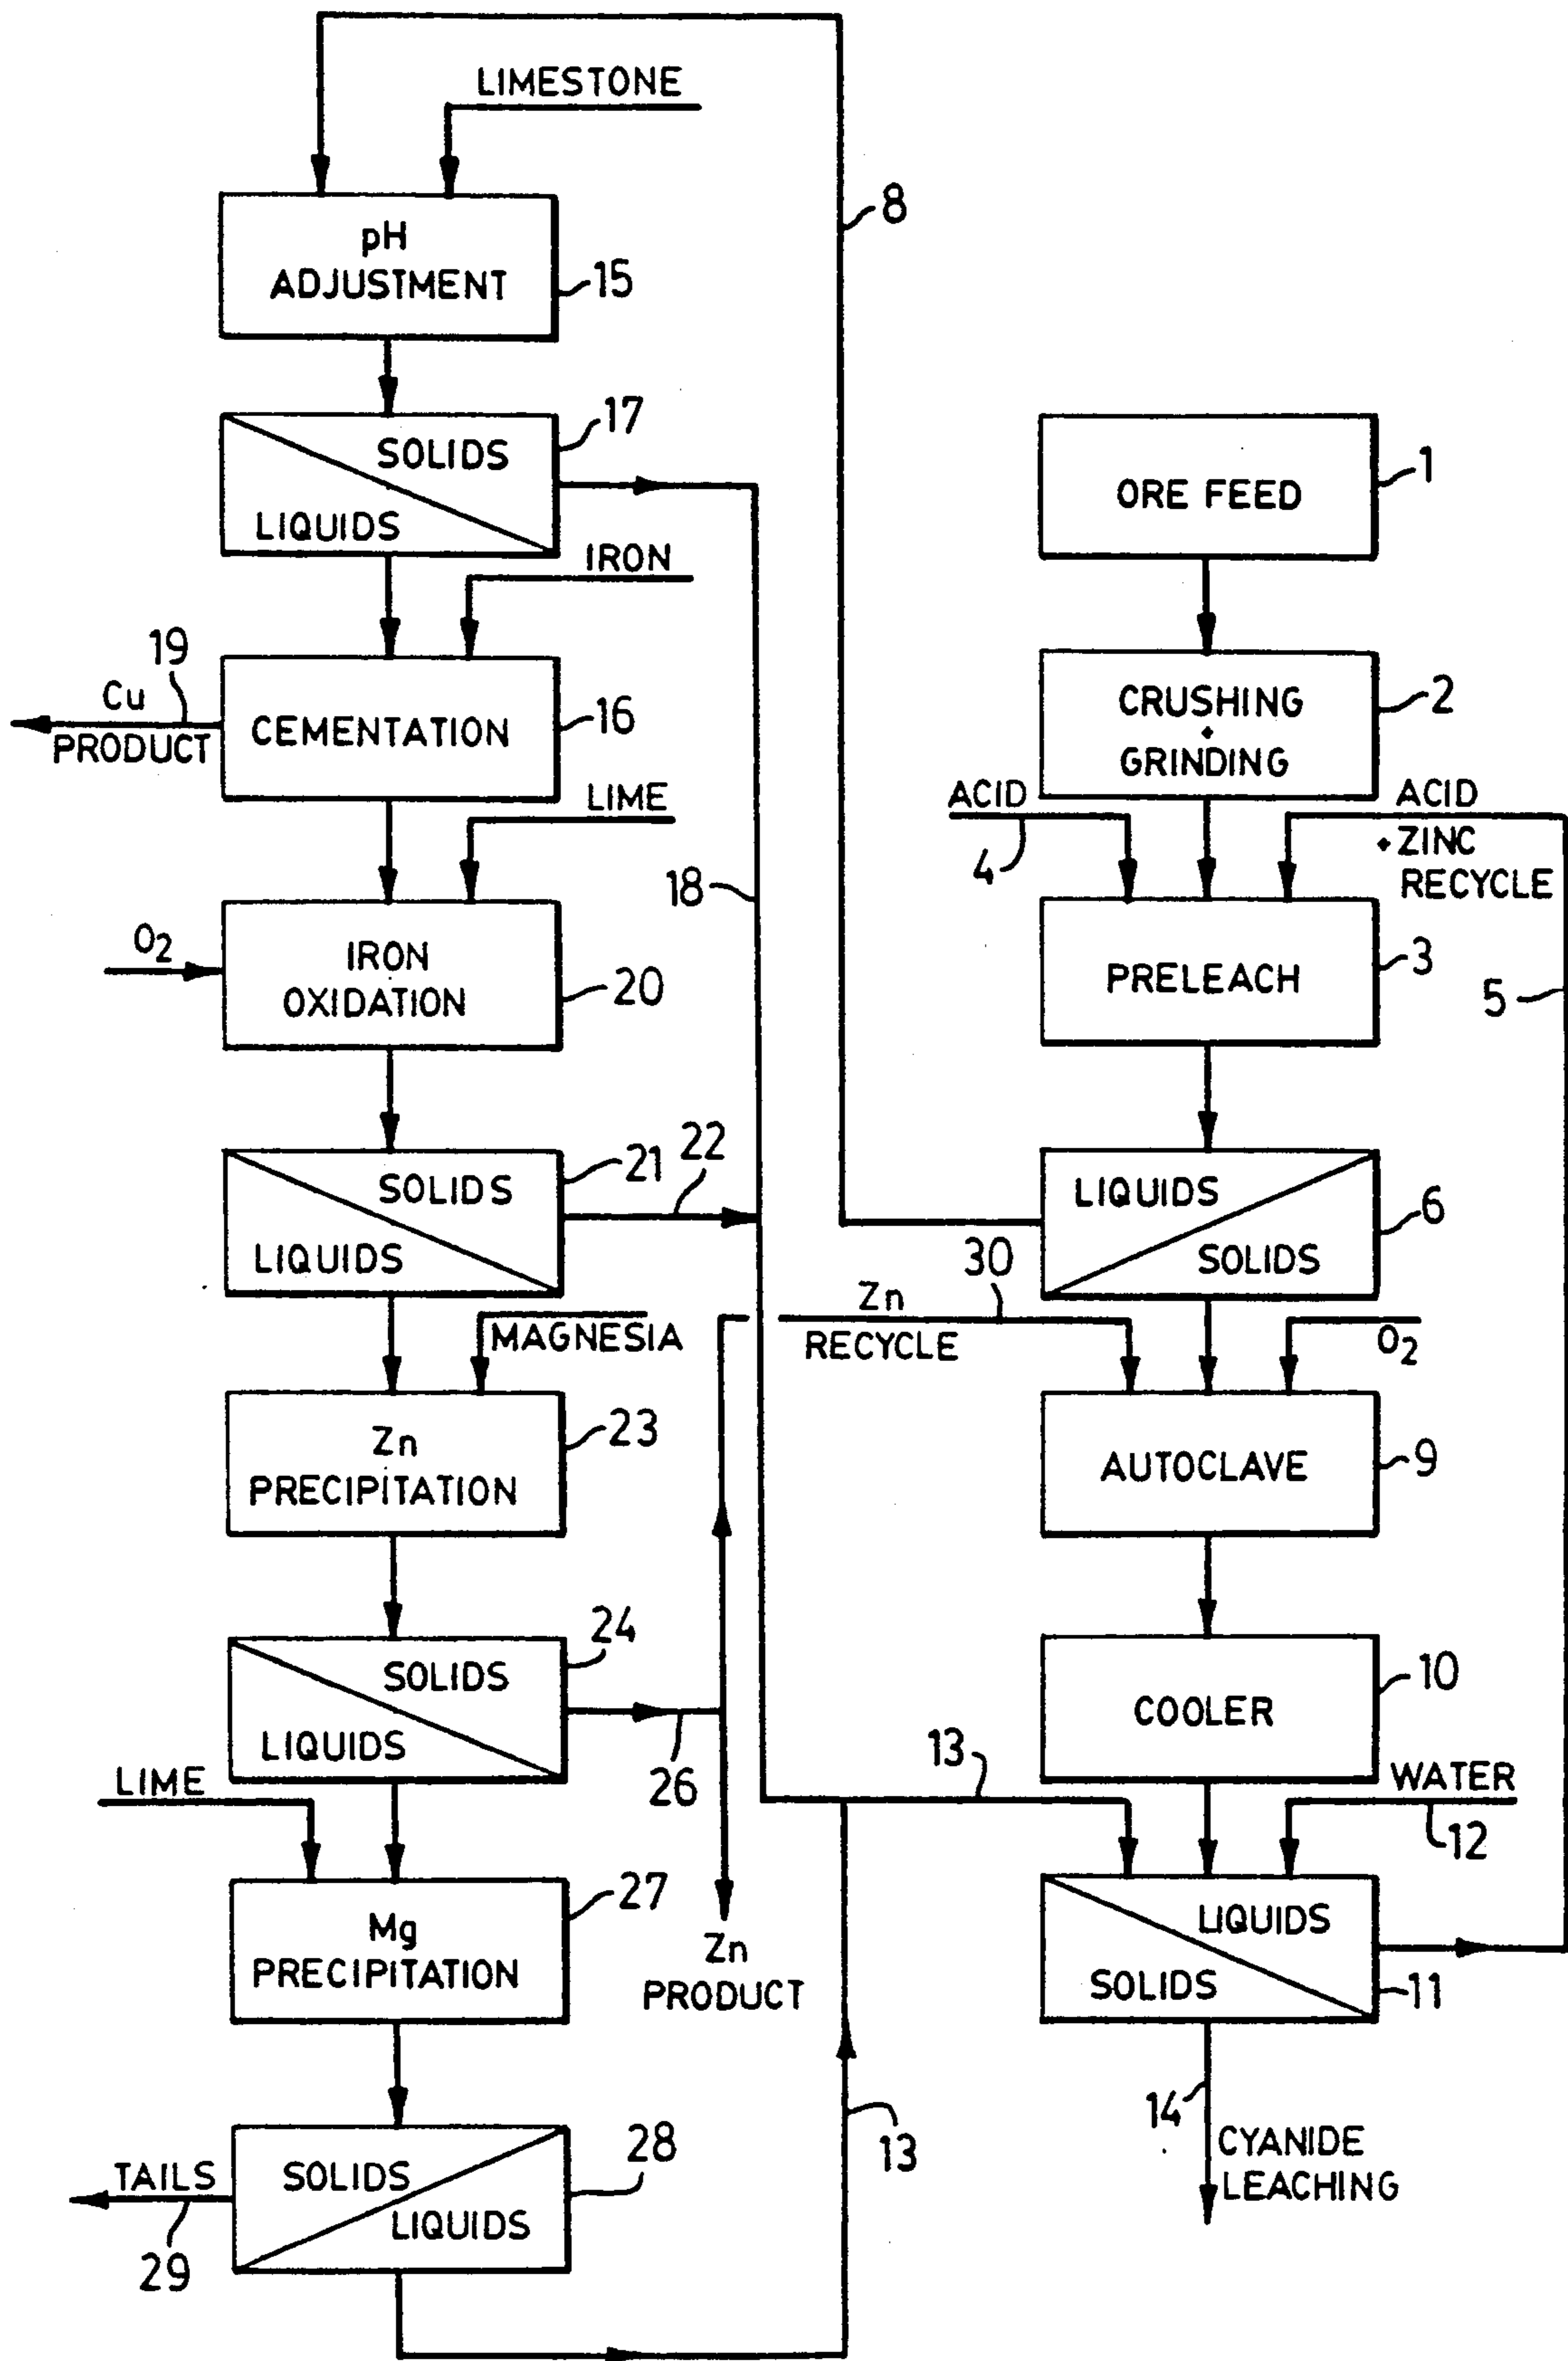 LIMESTONE
8
pH
ADJUSTMENT
15
17
SOLIDS
LIQUIDS
1
ORE FEED
IRON
19
Cu
PRODUCT
CEMENTATION
16
CRUSHING
+
GRINDING
2
LIME
ACID
4
ACID
+ ZINC
RECYCLE
18
O2
IRON
OXIDATION
20
PRELEACH
3
5
21
22
SOLIDS
LIQUIDS
LIQUIDS
SOLIDS
6
30
Zn
RECYCLE
MAGNESIA
O2
Zn
PRECIPITATION
23
AUTOCLAVE
9
24
SOLIDS
LIQUIDS
26
COOLER
10
LIME
13
WATER
12
27
Mg
PRECIPITATION
Zn
PRODUCT
LIQUIDS
SOLIDS
11
14
CYANIDE
LEACHING
13
28
TAILS
29
SOLIDS
LIQUIDS